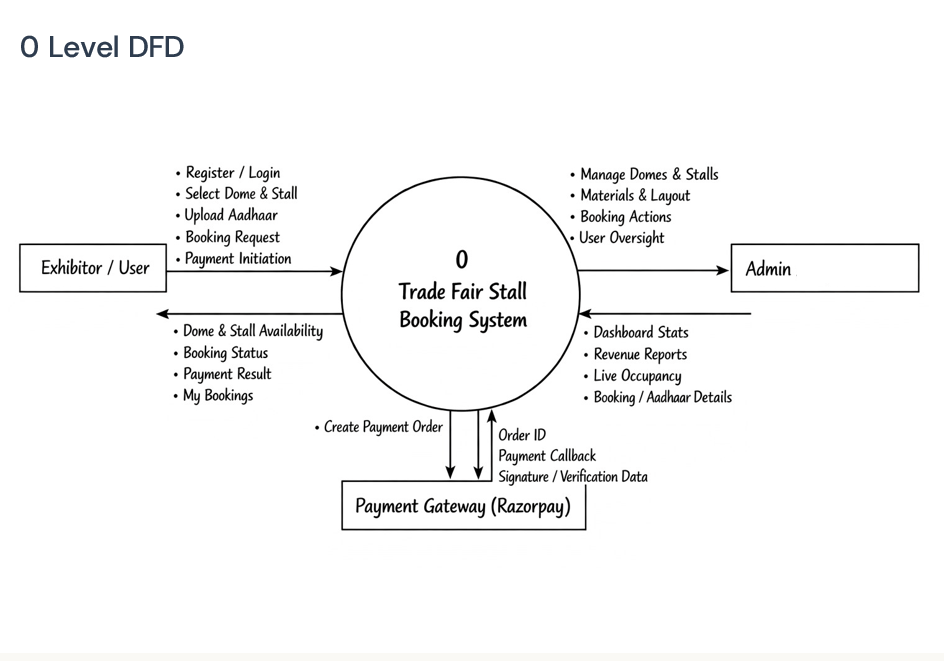 0 Level DFD
• Register / Login
• Select Dome & Stall
• Upload Aadhaar
• Booking Request
• Payment Initiation
• Manage Domes & Stalls
• Materials & Layout
• Booking Actions
• User Oversight
Exhibitor / User
0
Trade Fair Stall
Booking System
Admin
• Dome & Stall Availability
• Booking Status
• Payment Result
• My Bookings
• Dashboard Stats
• Revenue Reports
• Live Occupancy
• Booking / Aadhaar Details
• Create Payment Order
Order ID
Payment Callback
Signature / Verification Data
Payment Gateway (Razorpay)